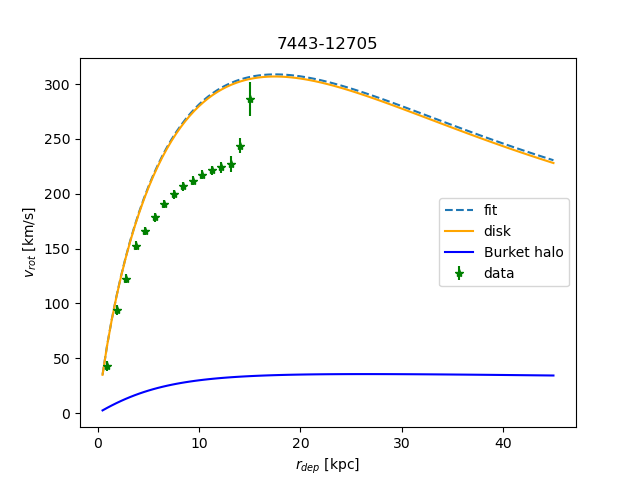 7443-12705
300
250
200
150
100
50
0
v_rot [km/s]
fit
disk
Burket halo
data
0 10 20 30 40
r_dep [kpc]